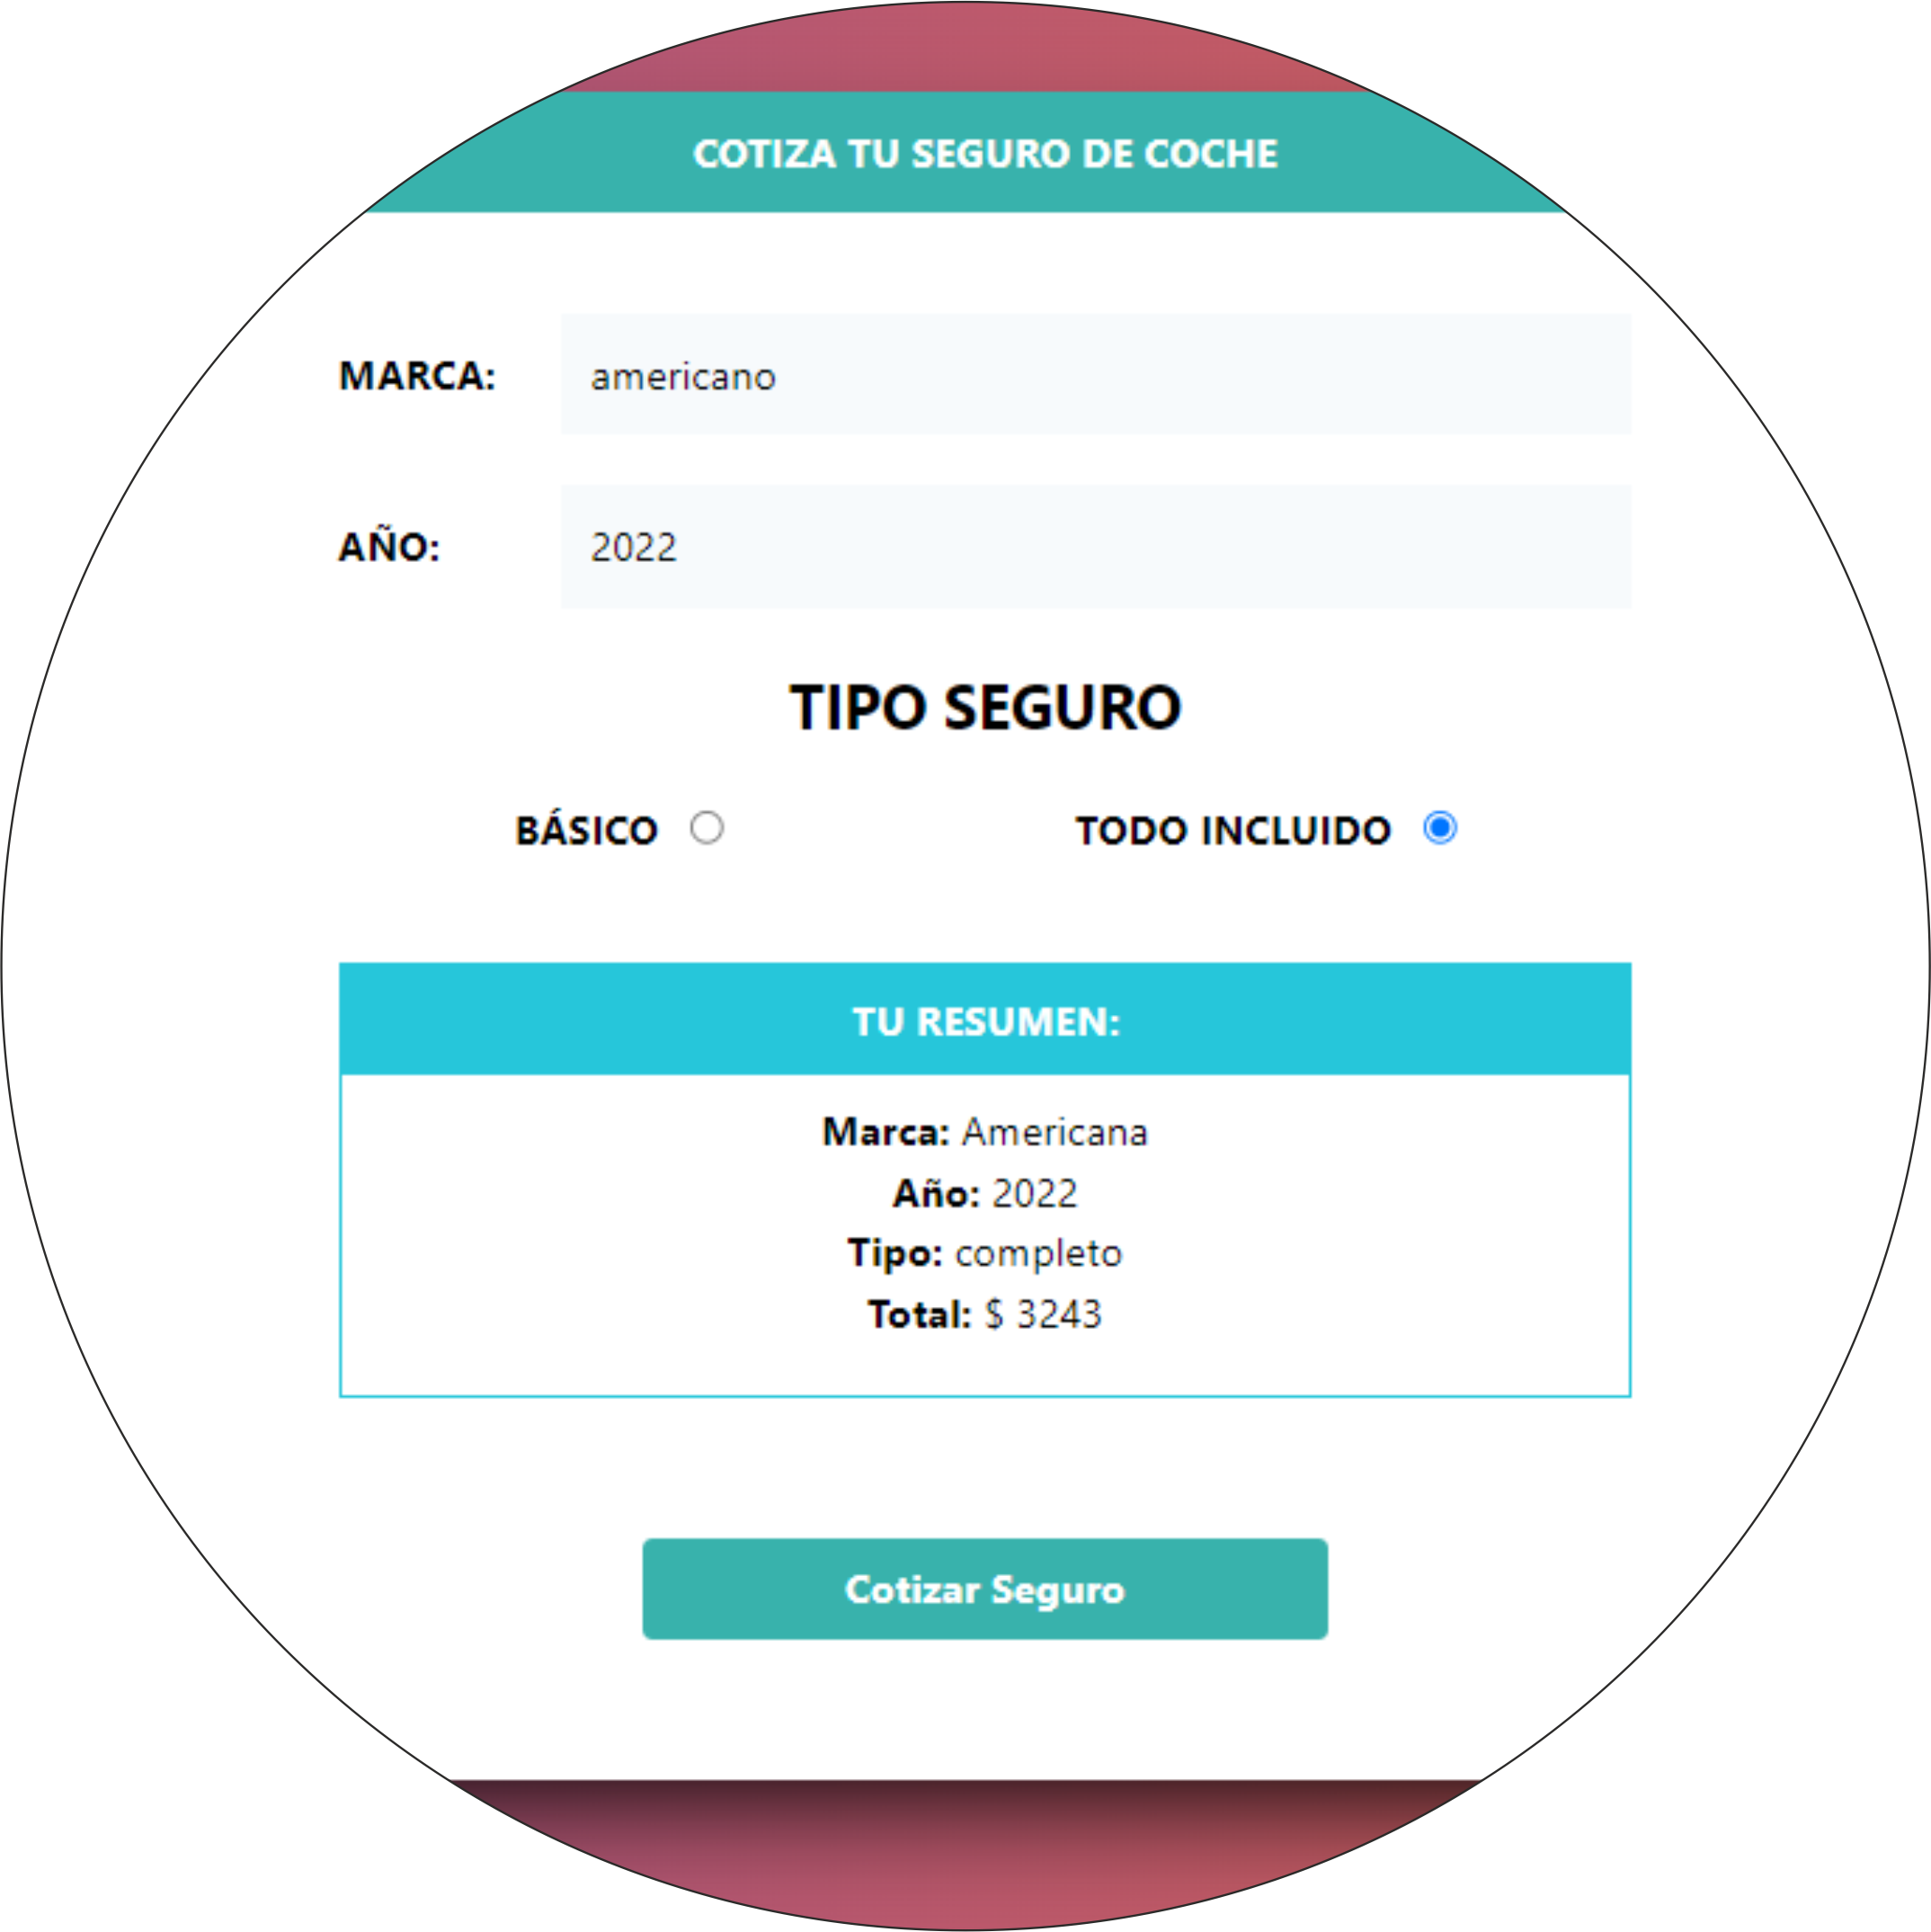 COTIZA TU SEGURO DE COCHE
MARCA: americano
AÑO: 2022
TIPO SEGURO
BÁSICO TODO INCLUIDO
TU RESUMEN:
Marca: Americana
Año: 2022
Tipo: completo
Total: $ 3243
Cotizar Seguro